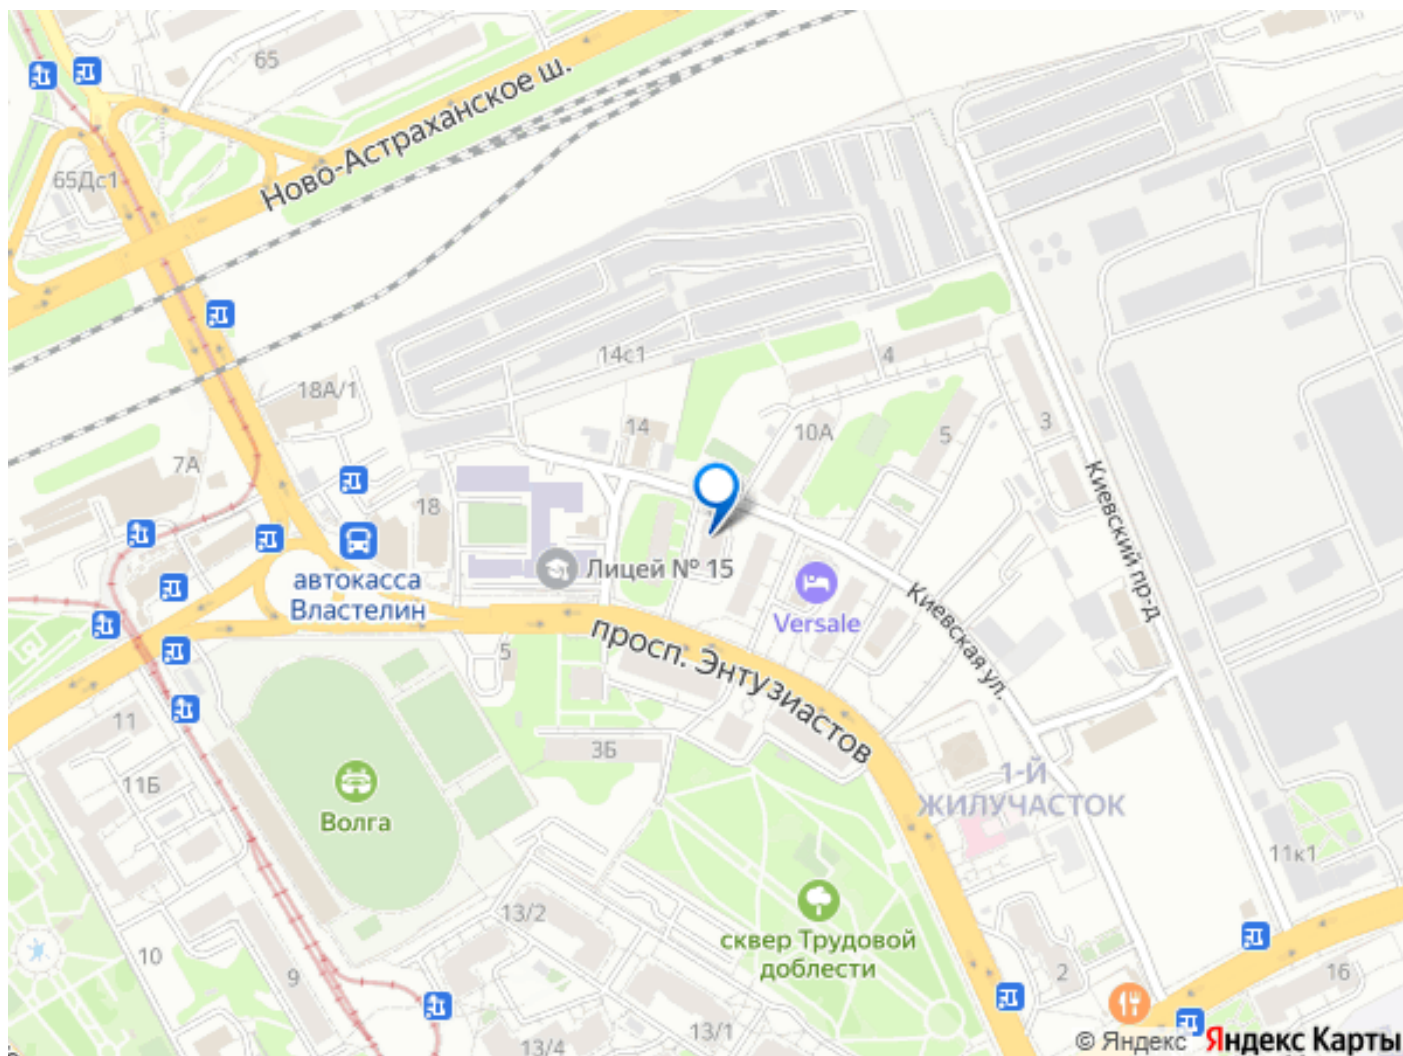 65
Ново-Астраханское ш.
65Дс1
14с1
4
18А/1
14
10А
5
3
7А
18
Киевский пр-д
Лицей № 15
автокасса
Властелин
Versale
Киевская ул.
просп. Энтузиастов
5
11
3Б
1-Й
ЖИЛУЧАСТОК
11Б
Волга
11к1
13/2
сквер Трудовой
доблести
10
9
2
16
13/1
13/4
© Яндекс Яндекс Карты